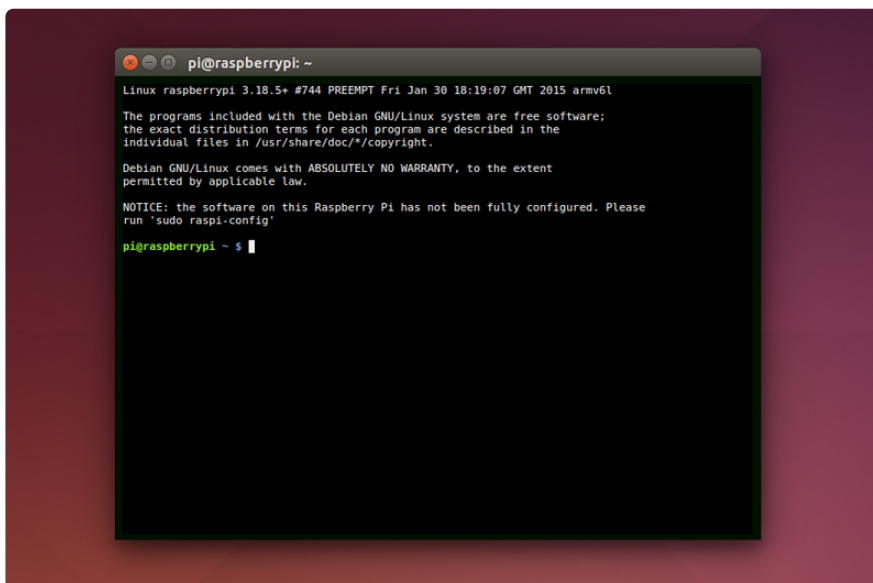 pi@raspberrypi: ~
Linux raspberrypi 3.18.5+ #744 PREEMPT Fri Jan 30 18:19:07 GMT 2015 armv6l
The programs included with the Debian GNU/Linux system are free software;
the exact distribution terms for each program are described in the
individual files in /usr/share/doc/*/copyright.
Debian GNU/Linux comes with ABSOLUTELY NO WARRANTY, to the extent
permitted by applicable law.
NOTICE: the software on this Raspberry Pi has not been fully configured. Please
run 'sudo raspi-config'
pi@raspberrypi ~ $